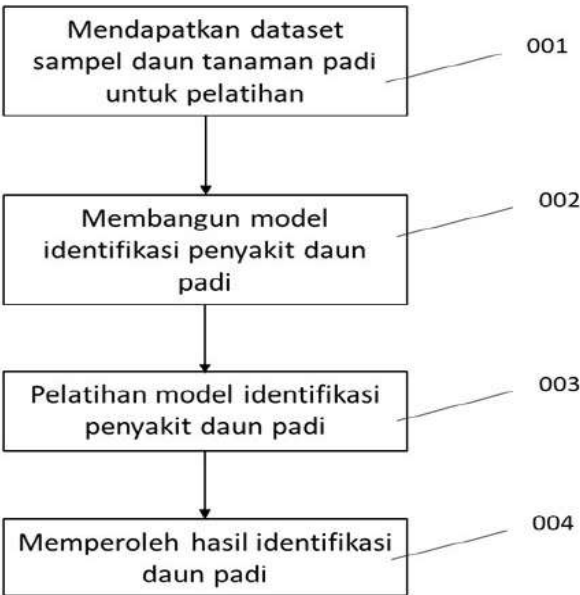 Mendapatkan dataset
sampel daun tanaman padi
untuk pelatihan
001
Membangun model
identifikasi penyakit daun
padi
002
Pelatihan model identifikasi
penyakit daun padi
003
Memperoleh hasil identifikasi
daun padi
004